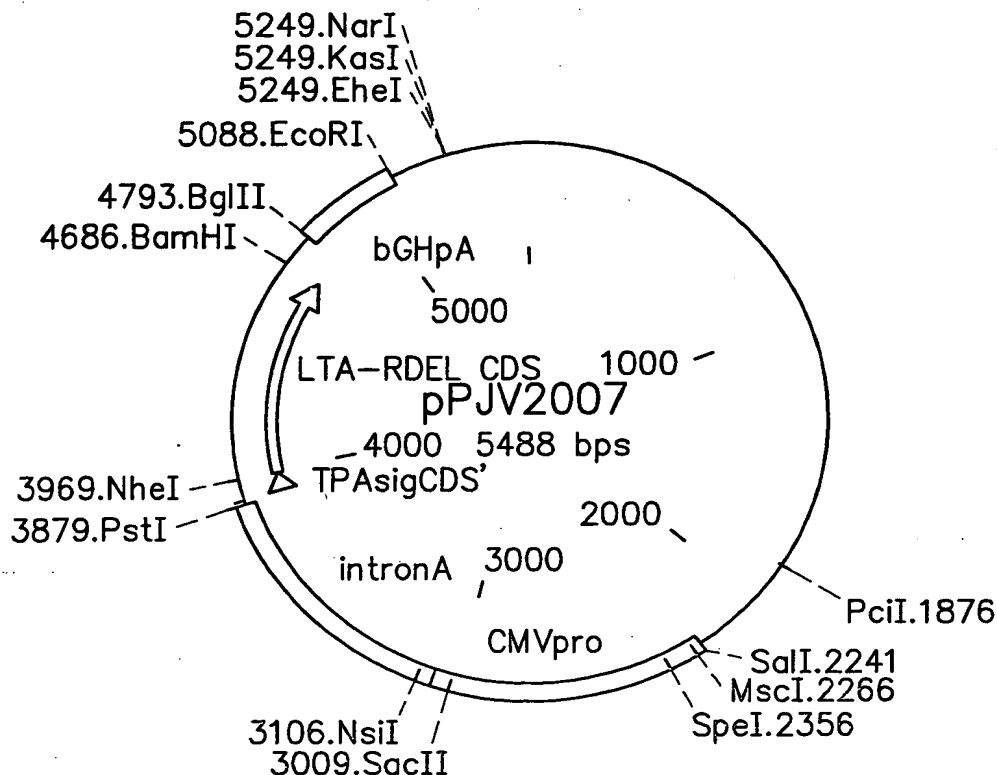 5249.NarI
5249.KasI
5249.EheI
5088.EcoRI
4793.BglII
4686.BamHI
bGHpA
5000
LTA-RDEL CDS
1000
pPJV2007
4000
5488 bps
3969.NheI
TPAsigCDS'
3879.PstI
2000
intronA
3000
PciI.1876
CMVpro
SalI.2241
MscI.2266
SpeI.2356
3106.NsiI
3009.SacII